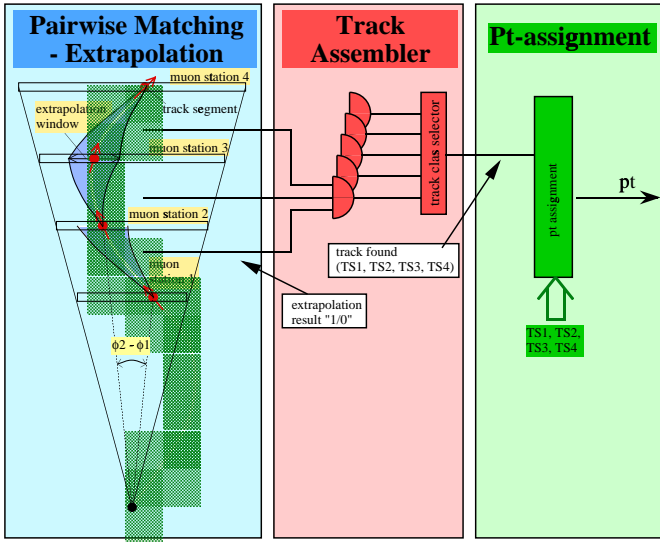 Pairwise Matching
- Extrapolation
muon station 4
extrapolation
window
track segment
muon station 3
muon station 2
muon
station 1
ϕ2 - ϕ1
Track
Assembler
track clas selector
track found
(TS1, TS2, TS3, TS4)
extrapolation
result "1/0"
Pt-assignment
pt assignment
pt
TS1, TS2,
TS3, TS4